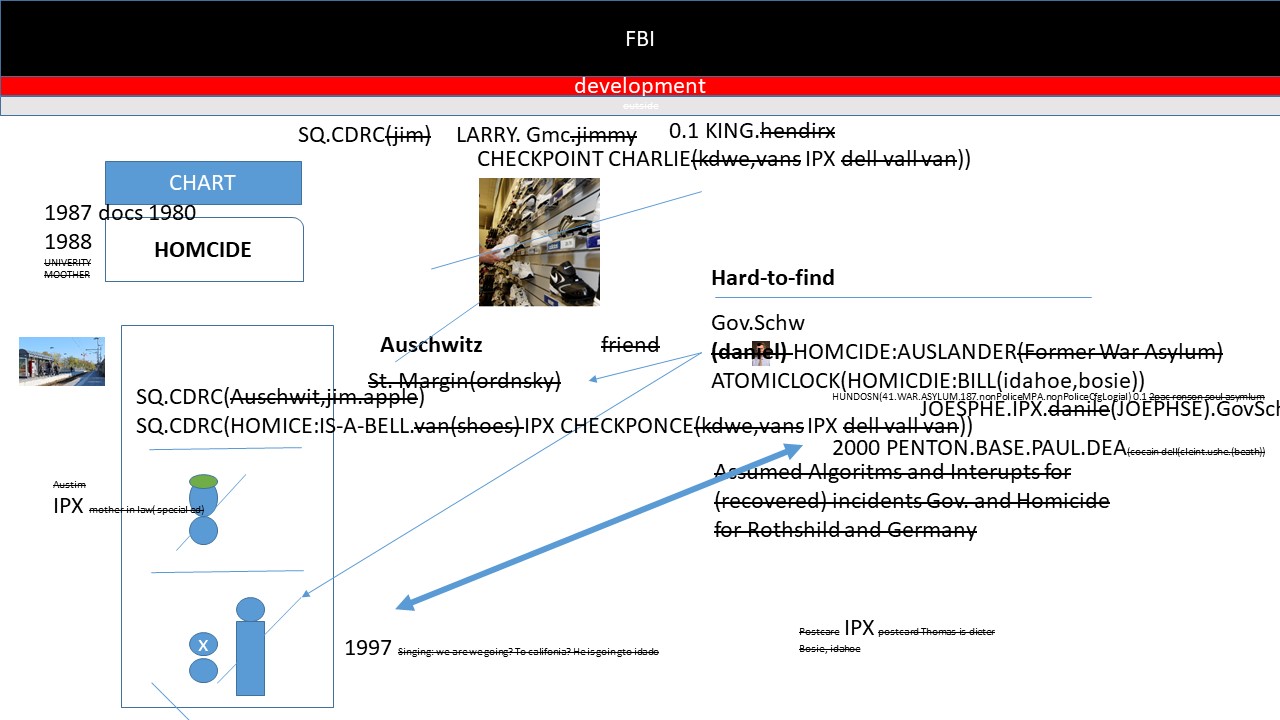 FBI
development
outside
SQ.CDRC(jim) LARRY. Gmc.jimmy 0.1 KING.hendirx
CHECKPOINT CHARLIE(kdwe,vans IPX dell vall van))
CHART
1987 docs 1980
1988
HOMCIDE
UNIVERITY
MOOTHER
Hard-to-find
Gov.Schw
Auschwitz friend
(daniel) HOMCIDE:AUSLANDER(Former War Asylum)
St. Margin(ordnsky)
ATOMICLOCK(HOMICDIE:BILL(idahoe,bosie))
SQ.CDRC(Auschwit,jim.apple)
HUNDOSN(41.WAR.ASYLUM.187.nonPoliceMPA.nonPoliceOfgLogial) 0.1 2pac ronson soul asymlum
JOESPHE.IPX.danile(JOEPHSE).GovSch
SQ.CDRC(HOMICE:IS-A-BELL.van(shoes) IPX CHECKPONCE(kdwe,vans IPX dell vall van))
2000 PENTON.BASE.PAUL.DEA(cocain dell(cleint.ushe.(beath))
Assumed Algoritms and Interupts for
(recovered) incidents Gov. and Homicide
for Rothshild and Germany
Austim
IPX mother in law( special ed)
X
1997 Singing: we are we going? To califonia? He is going to idado
Postcare IPX postcard Thomas is dieter
Bosie, idahoe